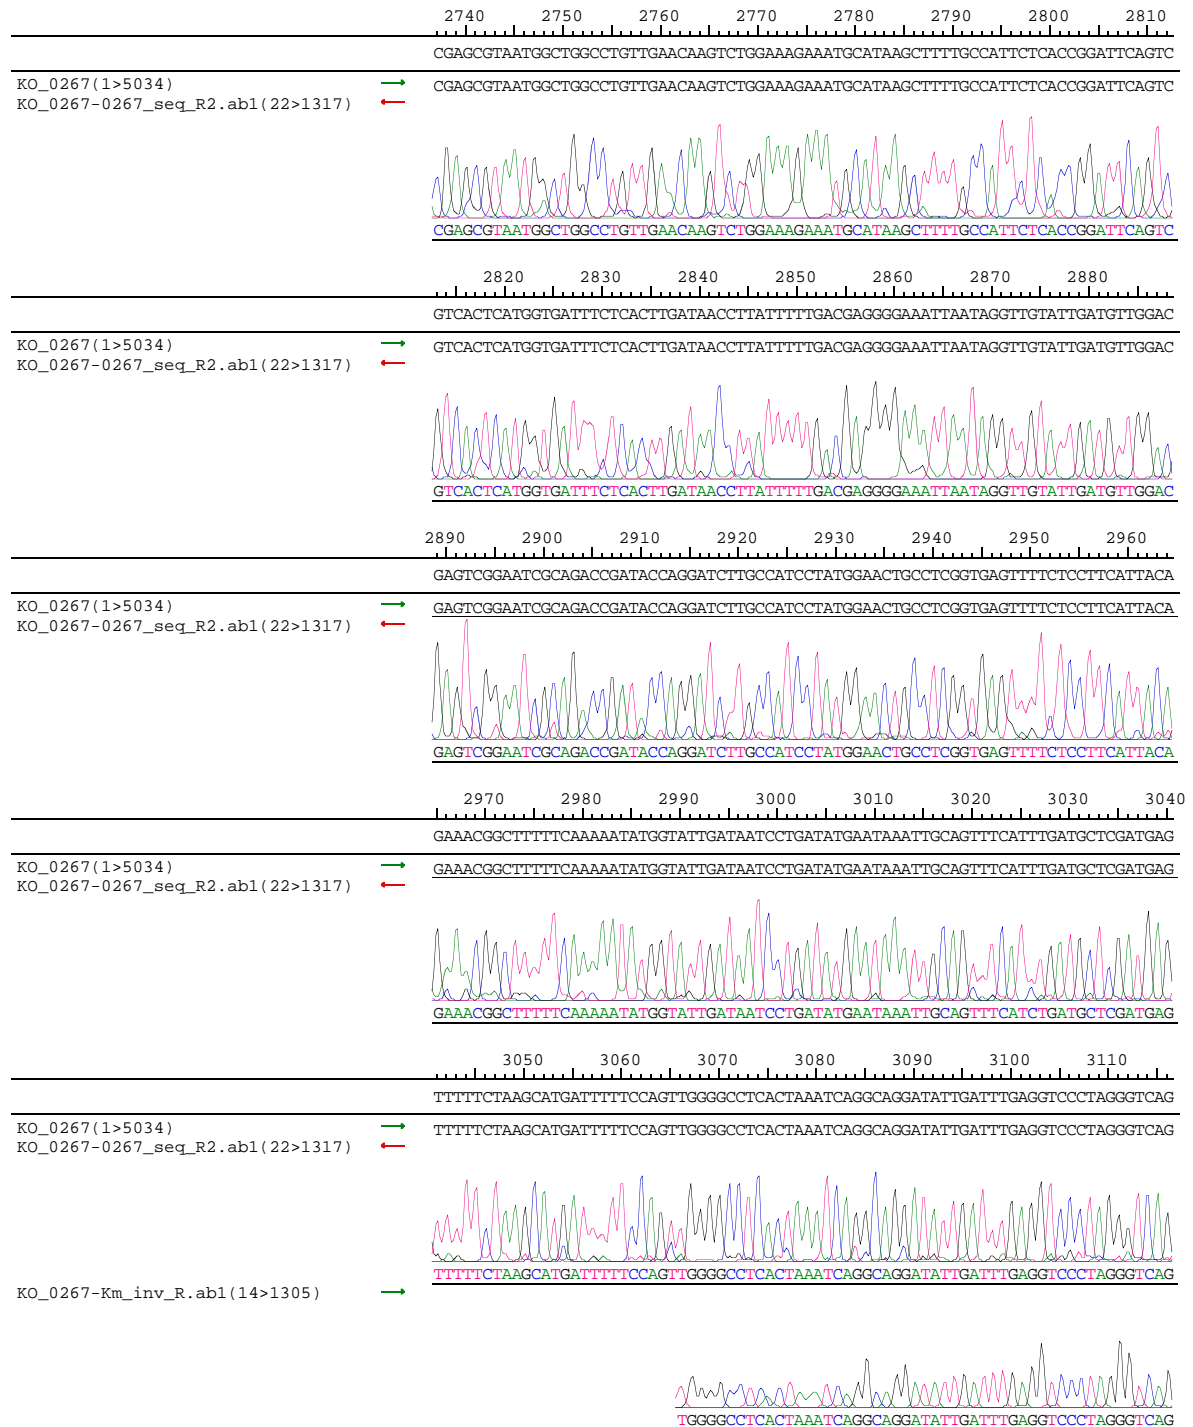 2740 2750 2760 2770 2780 2790 2800 2810
CGAGCGTAATGGCTGGCCTGTTGAACAAGTCTGGAAAGAAATGCATAAGCTTTTGCCATTCTCACCGGATTCAGTC
KO_0267(1>5034) CGAGCGTAATGGCTGGCCTGTTGAACAAGTCTGGAAAGAAATGCATAAGCTTTTGCCATTCTCACCGGATTCAGTC
KO_0267-0267_seq_R2.ab1(22>1317)
CGAGCGTAATGGCTGGCCTGTTGAACAAGTCTGGAAAGAAATGCATAAGCTTTTGCCATTCTCACCGGATTCAGTC
2820 2830 2840 2850 2860 2870 2880
GTCACTCATGGTGATTTCTCACTTGATAACCTTATTTTTGACGAGGGGAAATTAATAGGTTGTATTGATGTTGGAC
KO_0267(1>5034) GTCACTCATGGTGATTTCTCACTTGATAACCTTATTTTTGACGAGGGGAAATTAATAGGTTGTATTGATGTTGGAC
KO_0267-0267_seq_R2.ab1(22>1317)
GTCACTCATGGTGATTTCTCACTTGATAACCTTATTTTTGACGAGGGGAAATTAATAGGTTGTATTGATGTTGGAC
2890 2900 2910 2920 2930 2940 2950 2960
GAGTCGGAATCGCAGACCGATACCAGGATCTTGCCATCCTATGGAACTGCCTCGGTGAGTTTTCTCCTTCATTACA
KO_0267(1>5034) GAGTCGGAATCGCAGACCGATACCAGGATCTTGCCATCCTATGGAACTGCCTCGGTGAGTTTTCTCCTTCATTACA
KO_0267-0267_seq_R2.ab1(22>1317)
GAGTCGGAATCGCAGACCGATACCAGGATCTTGCCATCCTATGGAACTGCCTCGGTGAGTTTTCTCCTTCATTACA
2970 2980 2990 3000 3010 3020 3030 3040
GAAACGGCTTTTTCAAAAATATGGTATTGATAATCCTGATATGAATAAATTGCAGTTTCATTTGATGCTCGATGAG
KO_0267(1>5034) GAAACGGCTTTTTCAAAAATATGGTATTGATAATCCTGATATGAATAAATTGCAGTTTCATTTGATGCTCGATGAG
KO_0267-0267_seq_R2.ab1(22>1317)
GAAACGGCTTTTTCAAAAATATGGTATTGATAATCCTGATATGAATAAATTGCAGTTTCATCTGATGCTCGATGAG
3050 3060 3070 3080 3090 3100 3110
TTTTTCTAAGCATGATTTTTCCAGTTGGGGCCTCACTAAATCAGGCAGGATATTGATTTGAGGTCCCTAGGGTCAG
KO_0267(1>5034) TTTTTCTAAGCATGATTTTTCCAGTTGGGGCCTCACTAAATCAGGCAGGATATTGATTTGAGGTCCCTAGGGTCAG
KO_0267-0267_seq_R2.ab1(22>1317)
TTTTTCTAAGCATGATTTTTCCAGTTGGGGCCTCACTAAATCAGGCAGGATATTGATTTGAGGTCCCTAGGGTCAG
KO_0267-Km_inv_R.ab1(14>1305)
TGGGGCCTCACTAAATCAGGCAGGATATTGATTTGAGGTCCCTAGGGTCAG